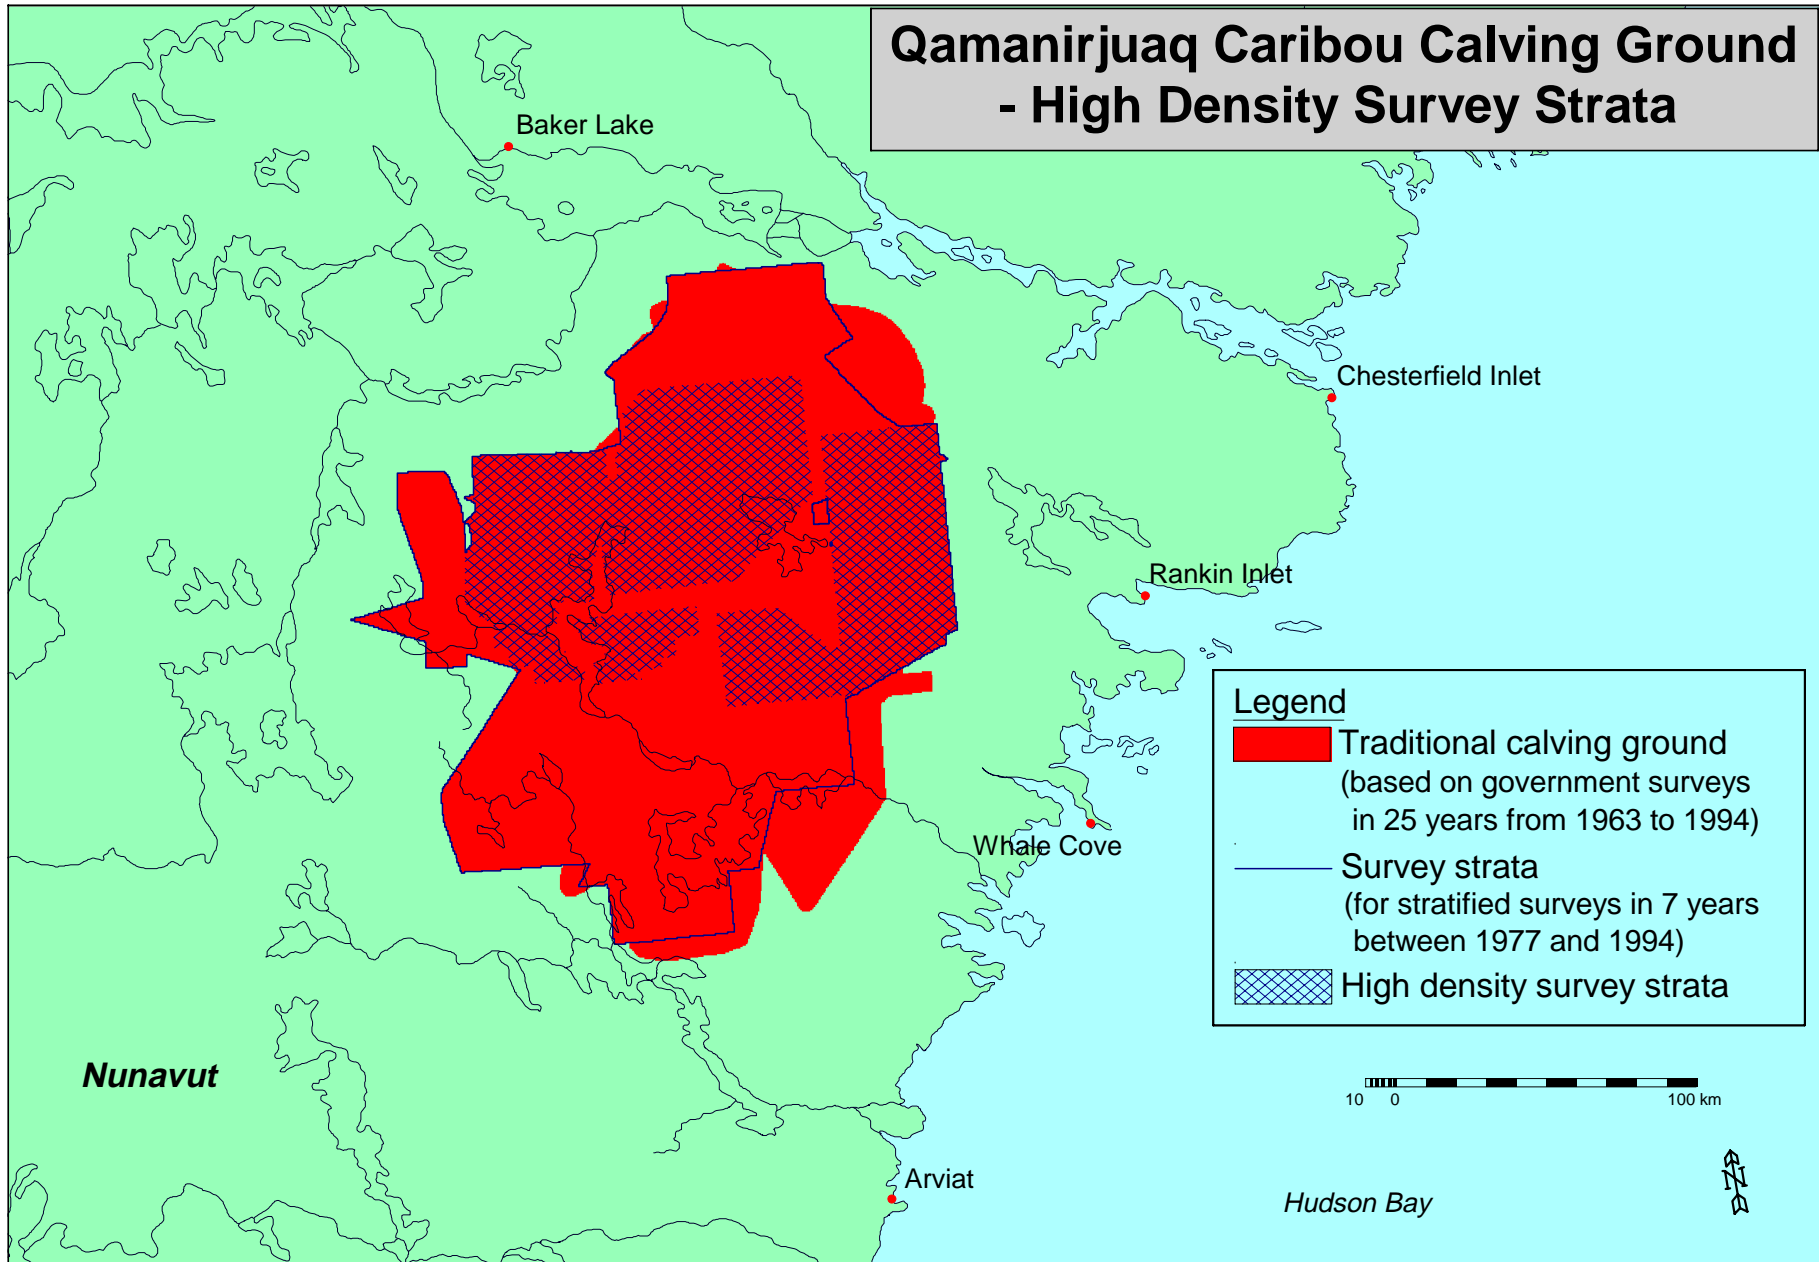 Qamanirjuaq Caribou Calving Ground
- High Density Survey Strata
Baker Lake
Chesterfield Inlet
Rankin Inlet
Whale Cove
Legend
Traditional calving ground
(based on government surveys
in 25 years from 1963 to 1994)
Survey strata
(for stratified surveys in 7 years
between 1977 and 1994)
High density survey strata
Nunavut
10 0 100 km
Arviat
Hudson Bay
N